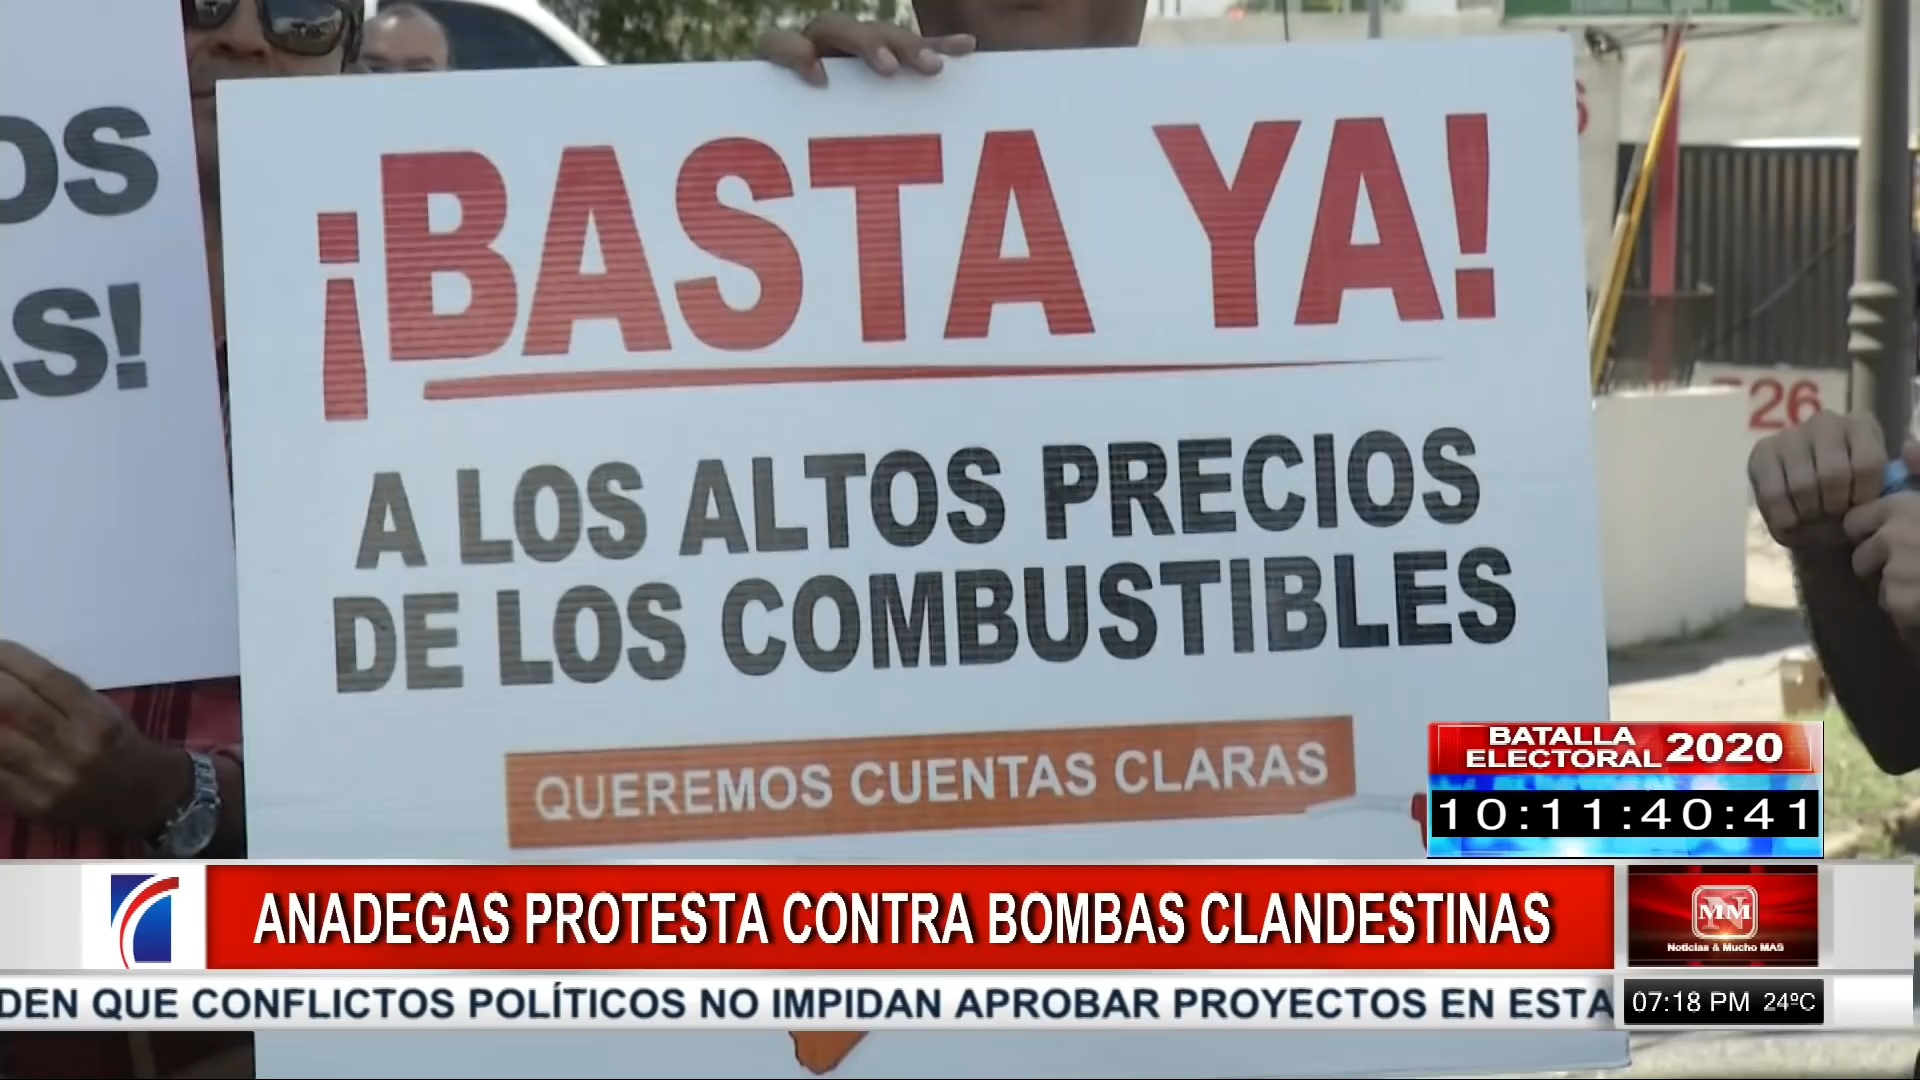 OS
AS!
¡BASTA YA!
A LOS ALTOS PRECIOS
DE LOS COMBUSTIBLES
QUEREMOS CUENTAS CLARAS
26
BATALLA
ELECTORAL 2020
10:11:40:41
ANADEGAS PROTESTA CONTRA BOMBAS CLANDESTINAS
NMM
Noticias & Mucho MAS
DEN QUE CONFLICTOS POLÍTICOS NO IMPIDAN APROBAR PROYECTOS EN ESTA
07:18 PM 24ºC